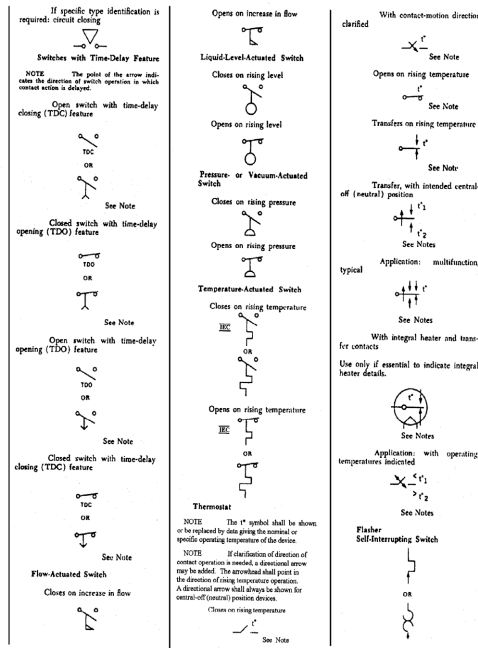 If specific type identification is
required: circuit closing
Switches with Time-Delay Feature
NOTE The point of the arrow indi-
cates the direction of switch operation in which
contact action is delayed.
Open switch with time-delay
closing (TDC) feature
TDC
OR
See Note
Closed switch with time-delay
opening (TDO) feature
TDO
OR
See Note
Open switch with time-delay
opening (TDO) feature
TDO
OR
See Note
Closed switch with time-delay
closing (TDC) feature
TDC
OR
See Note
Flow-Actuated Switch
Closes on increase in flow
Opens on increase in flow
Liquid-Level-Actuated Switch
Closes on rising level
Opens on rising level
Pressure- or Vacuum-Actuated
Switch
Closes on rising pressure
Opens on rising pressure
Temperature-Actuated Switch
Closes on rising temperature
IEC
OR
Opens on rising temperature
IEC
OR
Thermostat
NOTE The t° symbol shall be shown
or be replaced by data giving the nominal or
specific operating temperature of the device.
NOTE If clarification of direction of
contact operation is needed, a directional arrow
may be added. The arrowhead shall point in
the direction of rising temperature operation.
A directional arrow shall always be shown for
central-off (neutral) position devices.
Closes on rising temperature
t°
See Note
With contact-motion direction
clarified
t°
See Note
Opens on rising temperature
t°
See Note
Transfers on rising temperature
t°
See Note
Transfer, with intended central-
off (neutral) position
t°1
t°2
See Notes
Application: multifunction,
typical
t°
See Notes
With integral heater and trans-
fer contacts
Use only if essential to indicate integral
heater details.
t°
See Notes
Application: with operating
temperatures indicated
< t°1
> t°2
See Notes
Flasher
Self-Interrupting Switch
OR